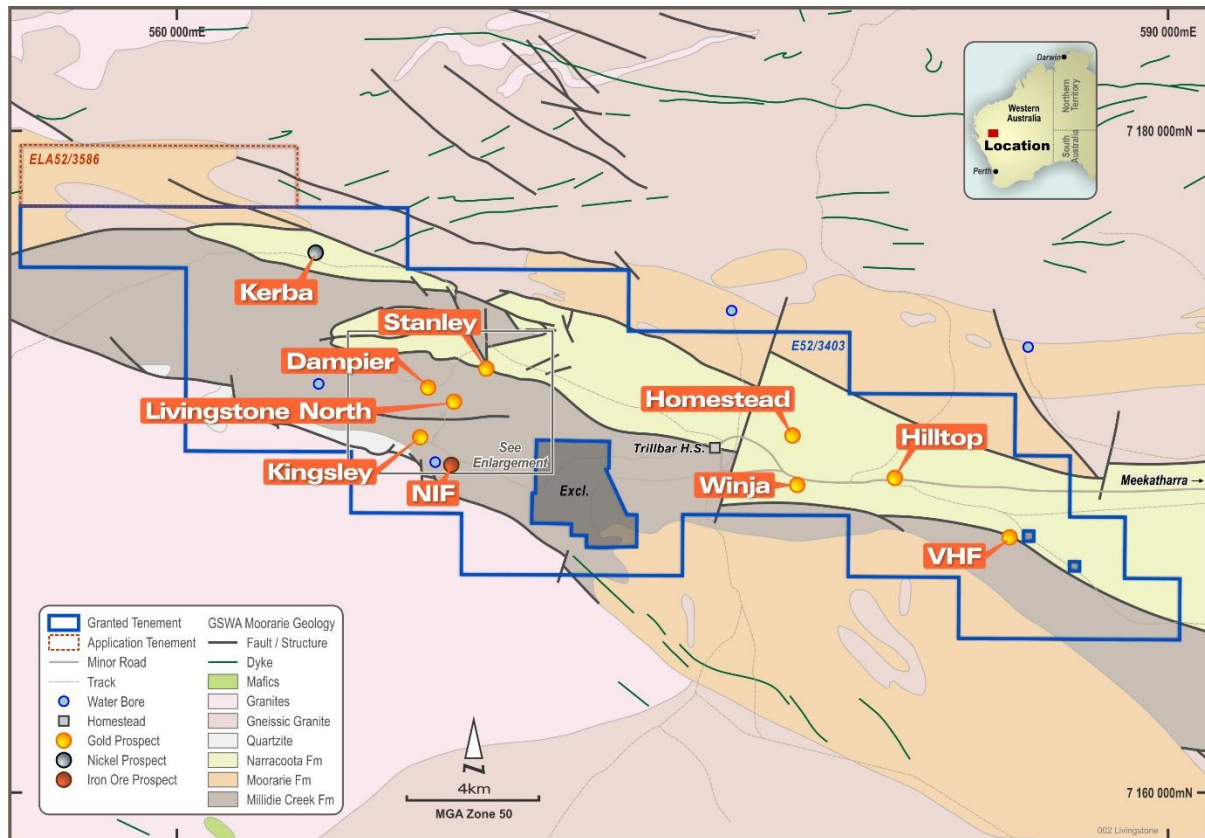 560 000mE
590 000mE
Darwin
Western
Australia
Northern
Territory
South
Australia
Location
Perth
7 180 000mN
ELA52/3586
Kerba
Stanley
E52/3403
Dampier
Livingstone North
Homestead
Hilltop
Trillbar H.S.
See
Enlargement
Kingsley
NIF
Excl.
Winja
Meekatharra
VHF
Granted Tenement
Application Tenement
Minor Road
Track
Water Bore
Homestead
Gold Prospect
Nickel Prospect
Iron Ore Prospect
GSWA Moorarie Geology
Fault / Structure
Dyke
Mafics
Granites
Gneissic Granite
Quartzite
Narracoota Fm
Moorarie Fm
Millidie Creek Fm
N
4km
MGA Zone 50
7 160 000mN
002 Livingstone